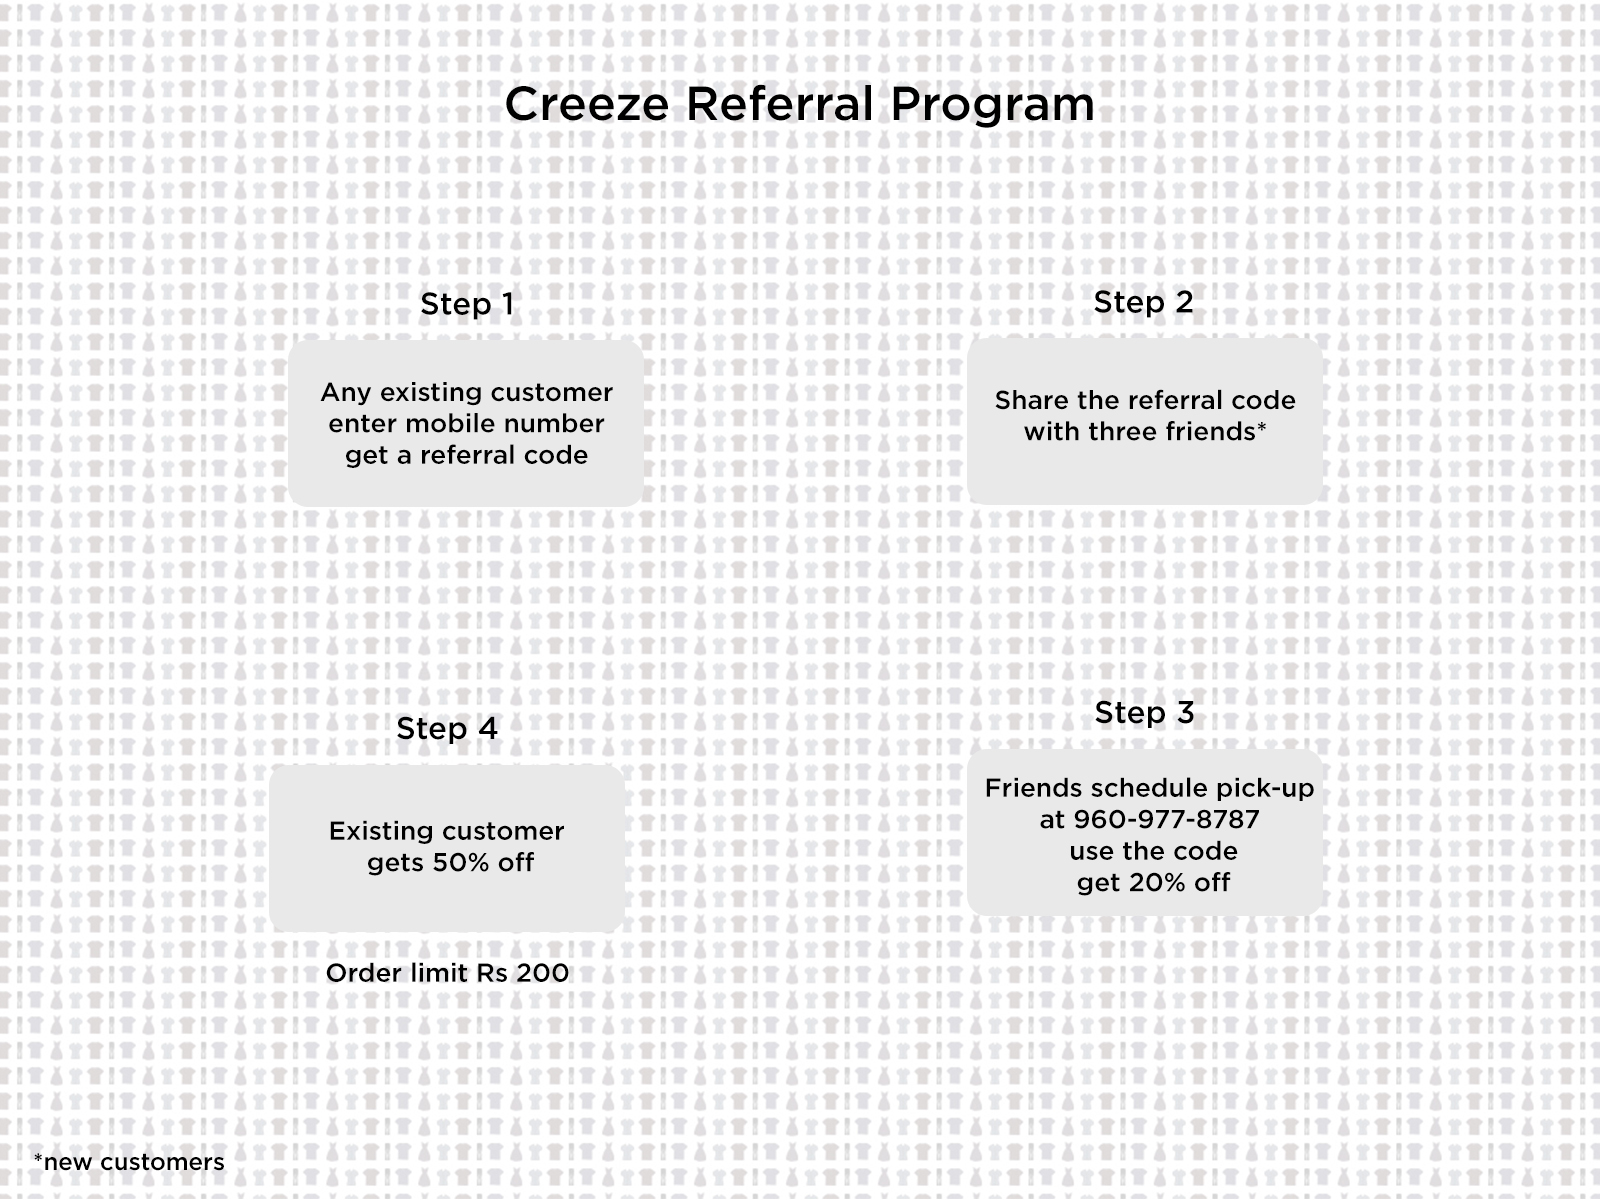 Creeze Referral Program
Step 1
Any existing customer
enter mobile number
get a referral code
Step 2
Share the referral code
with three friends*
Step 3
Friends schedule pick-up
at 960-977-8787
use the code
get 20% off
Step 4
Existing customer
gets 50% off
Order limit Rs 200
*new customers